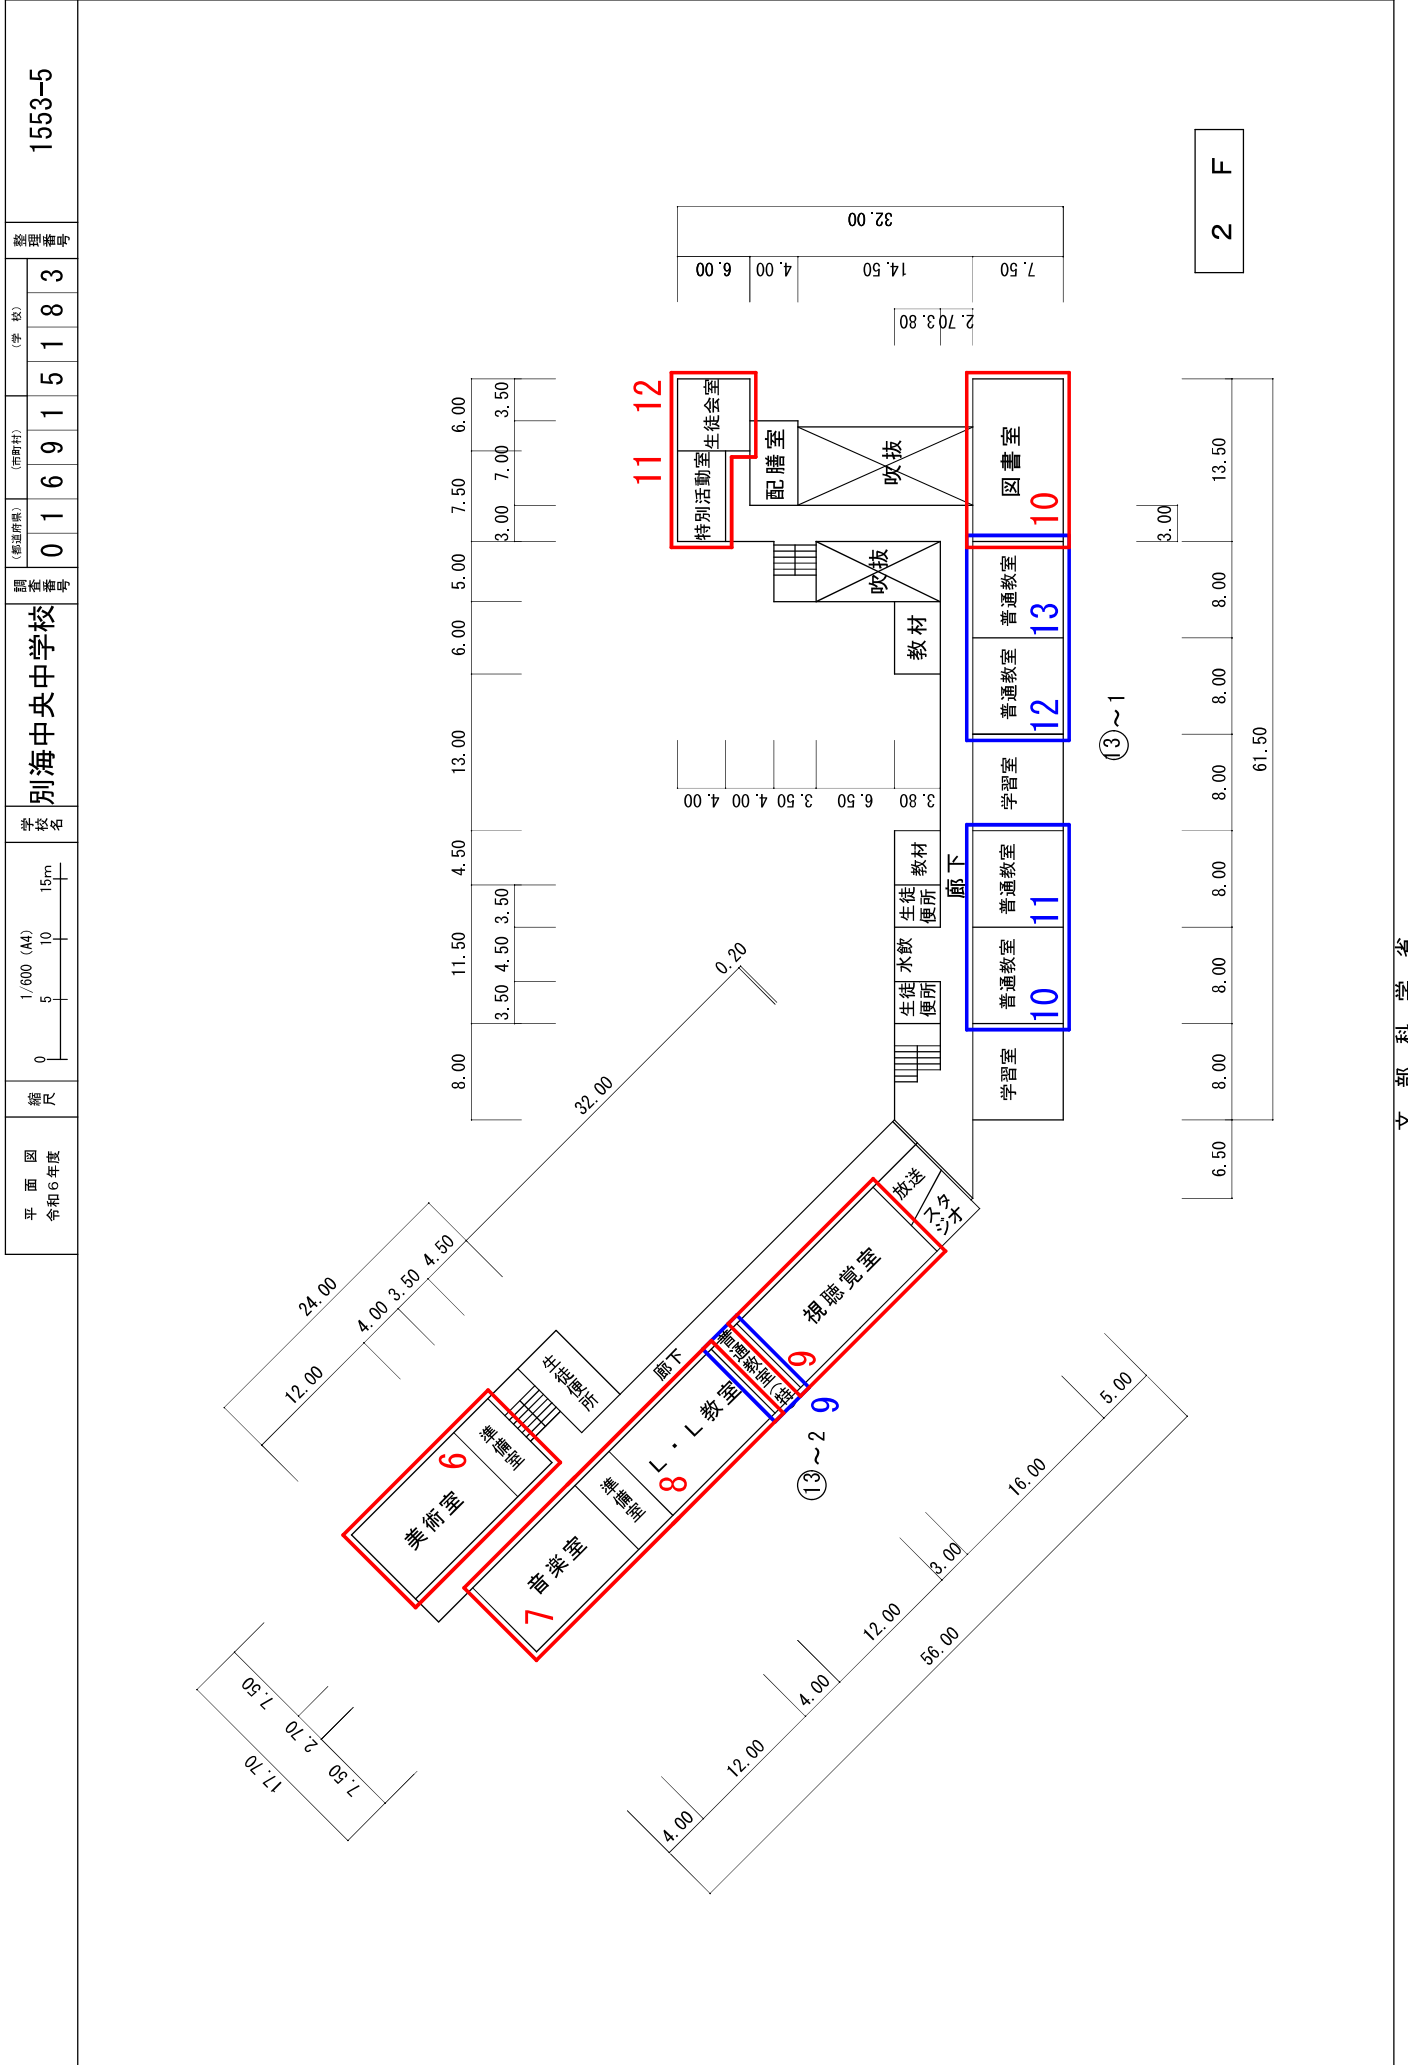 平面図
令和6年度
縮尺
1/600 (A4)
0 5 10 15m
学校名
別海中央中学校
調査番号
(都道府県)
(市町村)
(学 校)
0 1 6 9 1 5 1 8 3
整理番号
1553-5
2 F
32.00
6.00 4.00 14.50 7.50
3.80 2.70
8.00 11.50 4.50 13.00 6.00 5.00 7.50 6.00
3.50 4.50 3.50
3.00 7.00 3.50
11 12
特別活動室
生徒会室
配膳室
吹抜
図書室
10
吹抜
教材
普通教室
13
普通教室
12
学習室
普通教室
11
普通教室
10
学習室
廊下
教材
生徒便所
水飲
生徒便所
4.00 4.00 3.50 6.50 3.80
⑬~1
3.00
6.50 8.00 8.00 8.00 8.00 8.00 8.00 13.50
61.50
0.20
32.00
24.00
12.00 4.00 3.50 4.50
放送
スタジオ
視聴覚室
9
普通教室(特)
9
L・L教室
8
準備室
音楽室
7
廊下
生徒便所
準備室
美術室
6
⑬~2
7.50 2.70 7.50
17.70
4.00 12.00 4.00 12.00 3.00 16.00 5.00
56.00
文部科学省